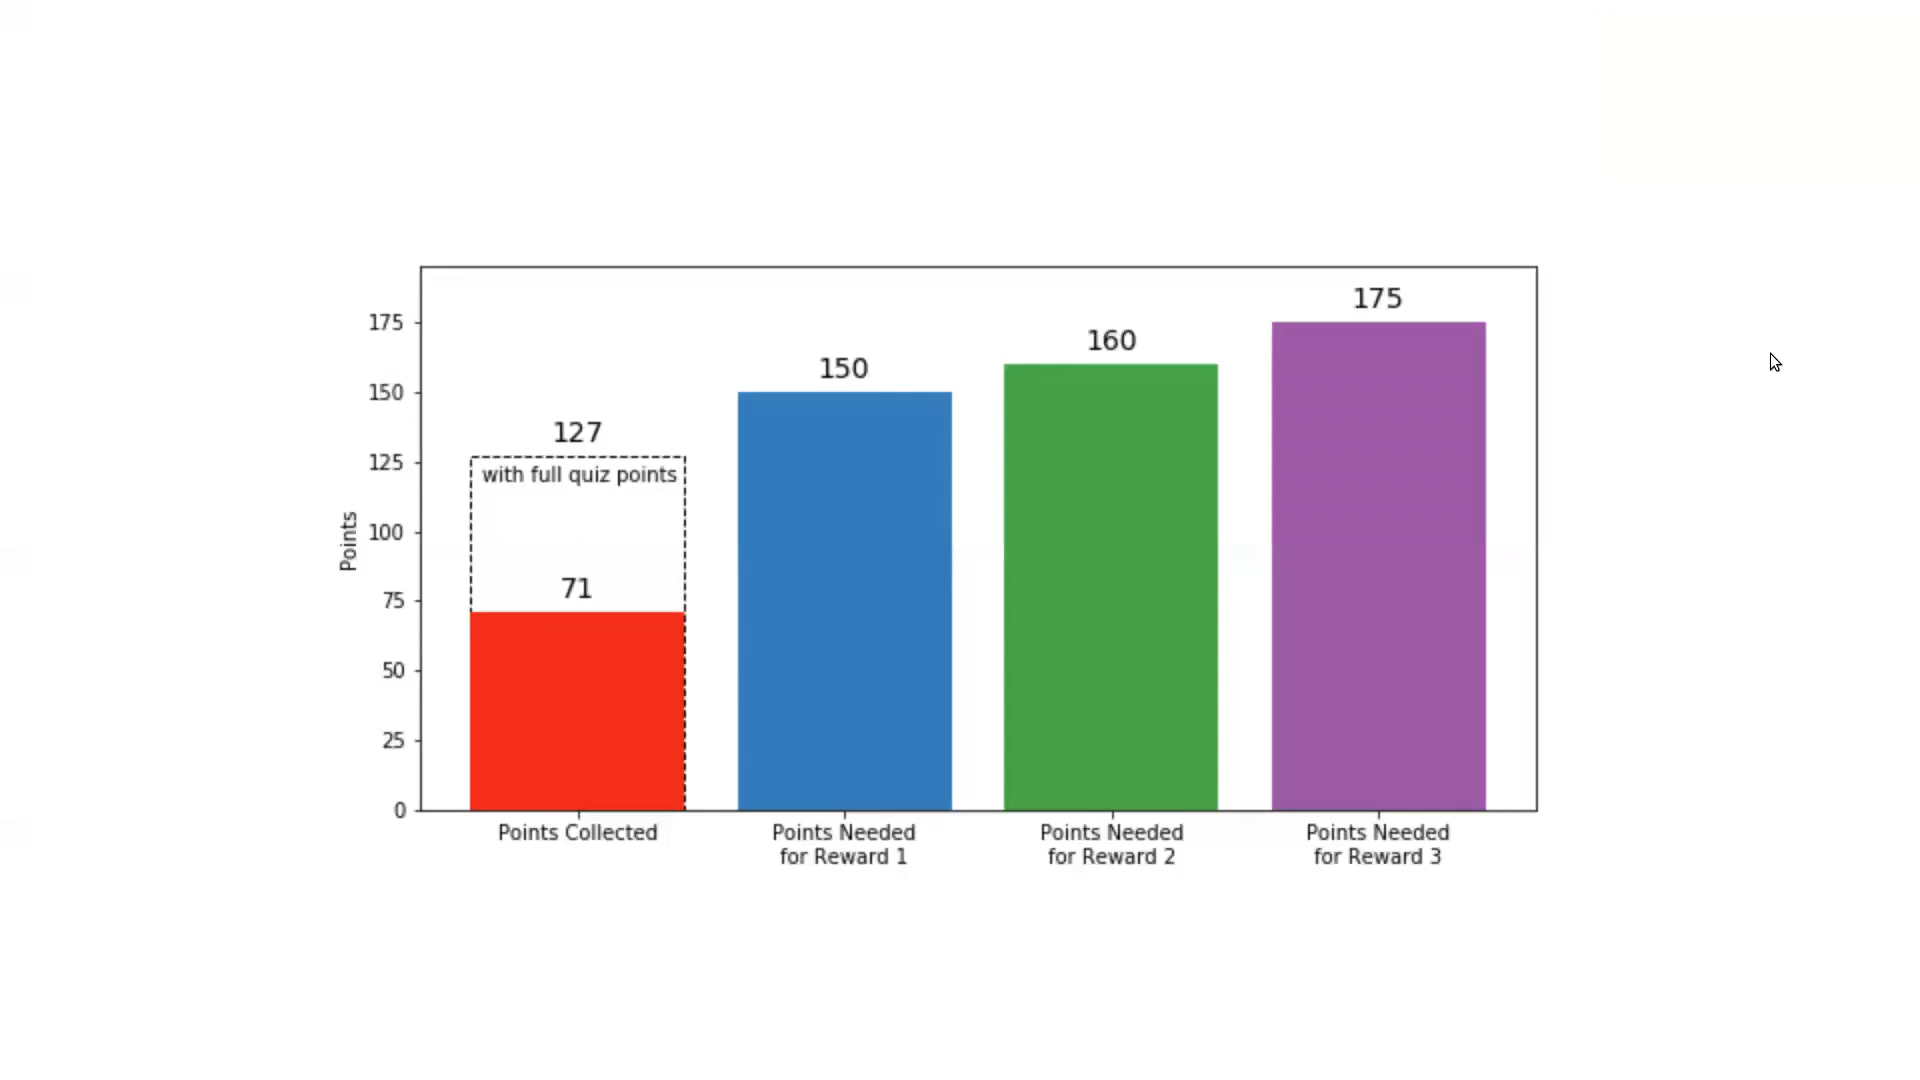 175
150
125
100
75
50
25
0
Points
127
with full quiz points
71
150
160
175
Points Collected
Points Needed
for Reward 1
Points Needed
for Reward 2
Points Needed
for Reward 3